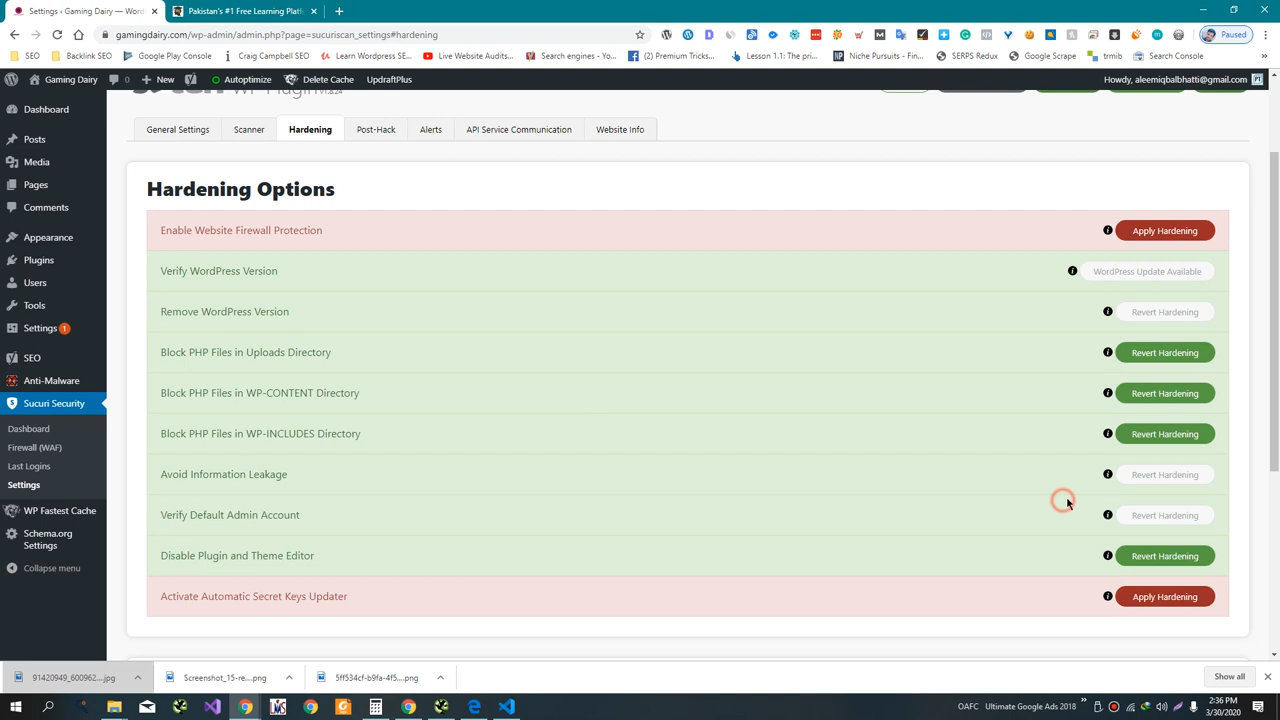 Settings ‹ Gaming Dairy — Word
Pakistan's #1 Free Learning Platf
gamingdairy.com/wp-admin/admin.php?page=sucuriscan_settings#hardening
Paused
SEO
Backlink SEO
Google Play Console
Craig Campbell SEO
Learn Wordpress SE...
Live Website Audits...
Search engines - Yo...
(2) Premium Tricks...
Lesson 1.1: The pri...
Niche Pursuits - Fin...
SERPS Redux
Google Scrape
trmib
Search Console
»
Gaming Dairy
0
New
Autoptimize
Delete Cache
UpdraftPlus
Howdy, aleemiqbalbhatti@gmail.com
Dashboard
Posts
Media
Pages
Comments
Appearance
Plugins
Users
Tools
Settings 1
SEO
Anti-Malware
Sucuri Security
Dashboard
Firewall (WAF)
Last Logins
Settings
WP Fastest Cache
Schema.org
Settings
Collapse menu
General Settings
Scanner
Hardening
Post-Hack
Alerts
API Service Communication
Website Info
Hardening Options
Enable Website Firewall Protection
Apply Hardening
Verify WordPress Version
WordPress Update Available
Remove WordPress Version
Revert Hardening
Block PHP Files in Uploads Directory
Revert Hardening
Block PHP Files in WP-CONTENT Directory
Revert Hardening
Block PHP Files in WP-INCLUDES Directory
Revert Hardening
Avoid Information Leakage
Revert Hardening
Verify Default Admin Account
Revert Hardening
Disable Plugin and Theme Editor
Revert Hardening
Activate Automatic Secret Keys Updater
Apply Hardening
91420949_600962....jpg
Screenshot_15-re....png
5ff534cf-b9fa-4f5....png
Show all
OAFC
Ultimate Google Ads 2018
2:36 PM
3/30/2020